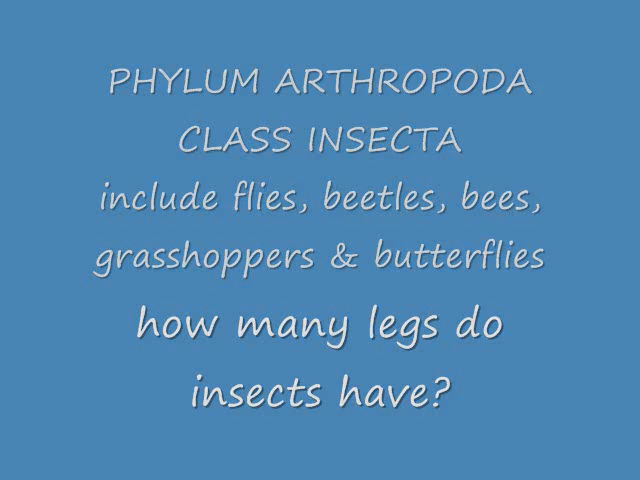 PHYLUM ARTHROPODA
CLASS INSECTA
include flies, beetles, bees,
grasshoppers & butterflies
how many legs do
insects have?